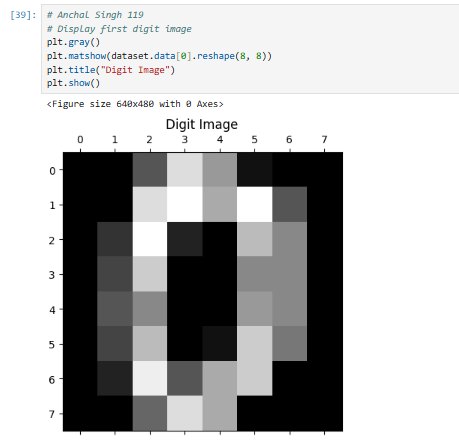 [39]: # Anchal Singh 119
# Display first digit image
plt.gray()
plt.matshow(dataset.data[0].reshape(8, 8))
plt.title("Digit Image")
plt.show()
<Figure size 640x480 with 0 Axes>
Digit Image
0 1 2 3 4 5 6 7
0
1
2
3
4
5
6
7